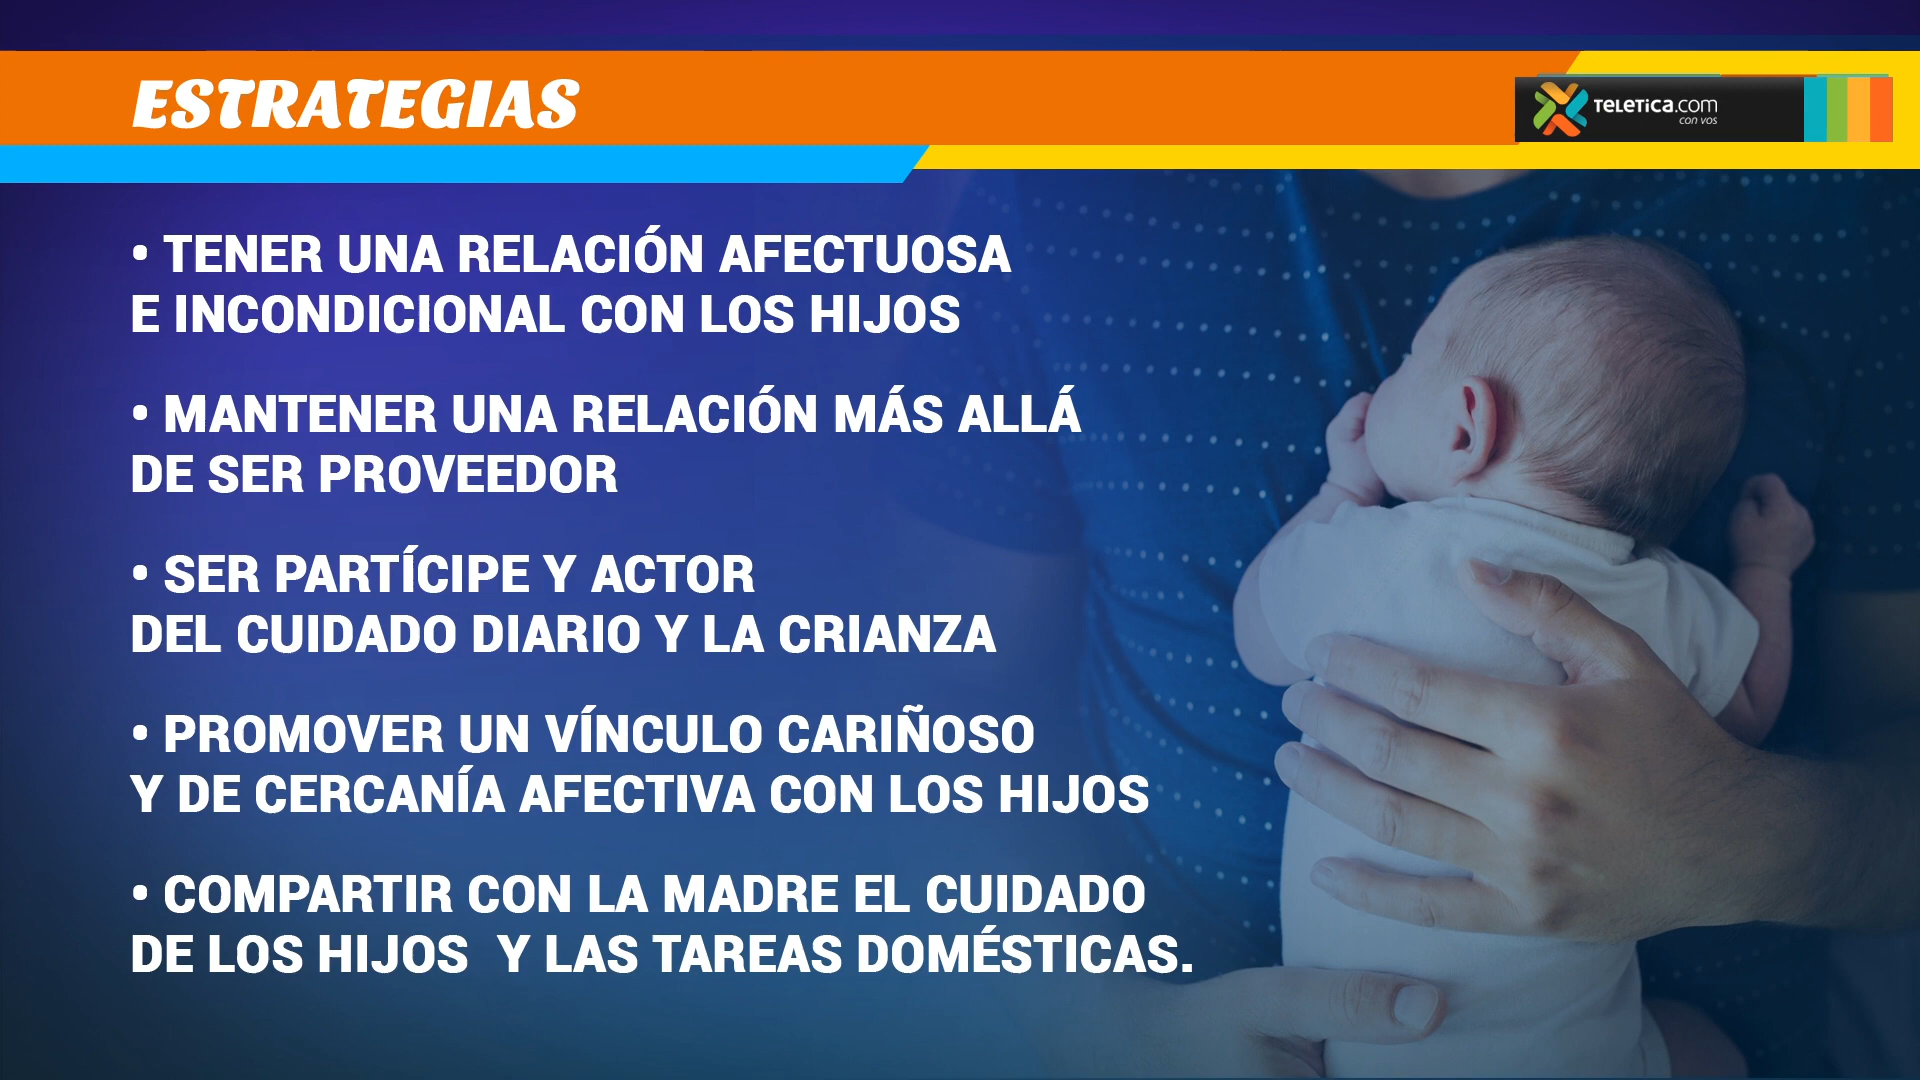 ESTRATEGIAS
TELETICA.COM
con vos
• TENER UNA RELACIÓN AFECTUOSA
E INCONDICIONAL CON LOS HIJOS
• MANTENER UNA RELACIÓN MÁS ALLÁ
DE SER PROVEEDOR
• SER PARTÍCIPE Y ACTOR
DEL CUIDADO DIARIO Y LA CRIANZA
• PROMOVER UN VÍNCULO CARIÑOSO
Y DE CERCANÍA AFECTIVA CON LOS HIJOS
• COMPARTIR CON LA MADRE EL CUIDADO
DE LOS HIJOS  Y LAS TAREAS DOMÉSTICAS.